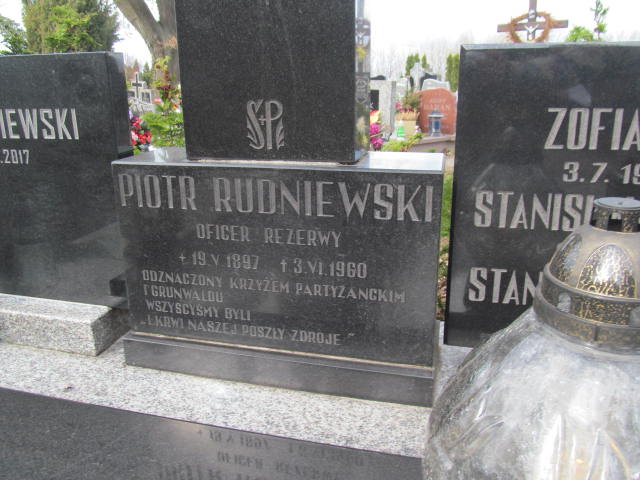 NIEWSKI
.2017
S+P
PIOTR RUDNIEWSKI
OFICER REZERWY
+ 19.V 1897 + 3.VI.1960
ODZNACZONY KRZYŻEM PARTYZANCKIM
I GRUNWALDU
WSZYSCYŚMY BYLI
„I KRWI NASZEJ POSZŁY ZDROJE”
ZOFIA
3.7.19
STANISŁ
STAN